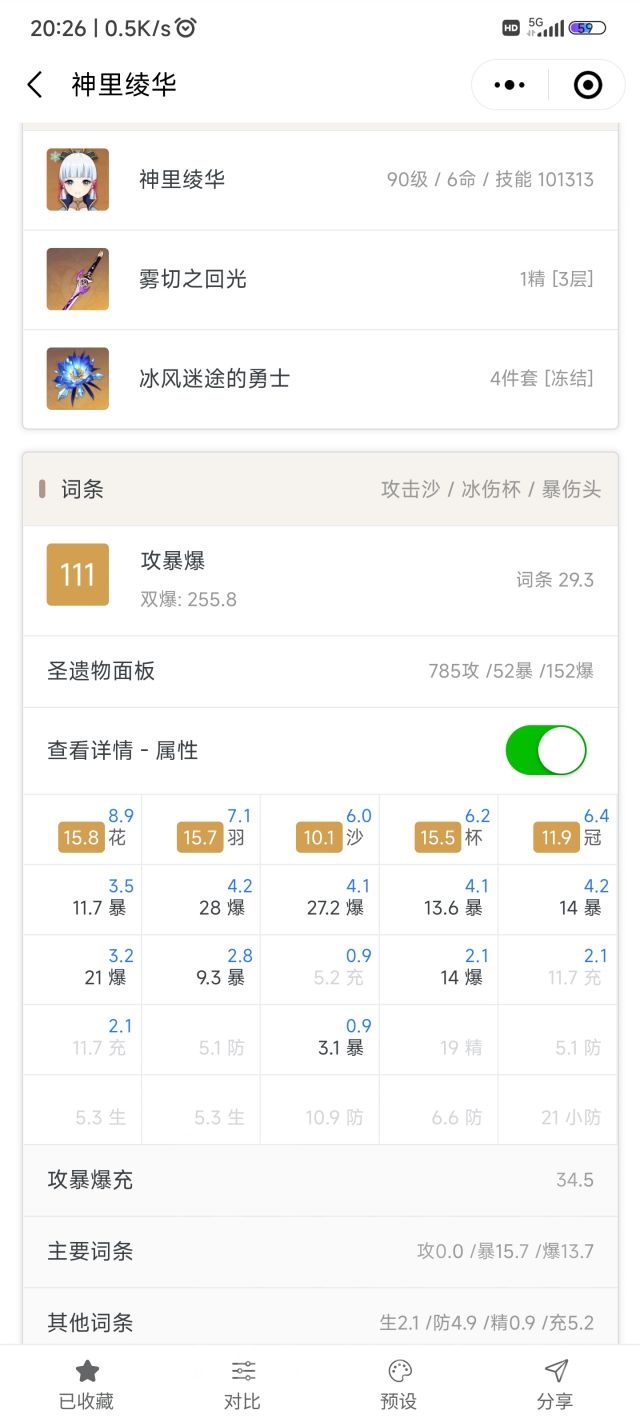 20:26 | 0.5K/s HD 5G 59
神里绫华
神里绫华 90级 / 6命 / 技能 101313
雾切之回光 1精 [3层]
冰风迷途的勇士 4件套 [冻结]
词条 攻击沙 / 冰伤杯 / 暴伤头
111 攻暴爆 词条 29.3
双爆: 255.8
圣遗物面板 785攻 /52暴 /152爆
查看详情 - 属性
8.9 7.1 6.0 6.2 6.4
15.8 花 15.7 羽 10.1 沙 15.5 杯 11.9 冠
3.5 4.2 4.1 4.1 4.2
11.7 暴 28 爆 27.2 爆 13.6 暴 14 暴
3.2 2.8 0.9 2.1 2.1
21 爆 9.3 暴 5.2 充 14 爆 11.7 充
2.1 0.9
11.7 充 5.1 防 3.1 暴 19 精 5.1 防
5.3 生 5.3 生 10.9 防 6.6 防 21 小防
攻暴爆充 34.5
主要词条 攻0.0 /暴15.7 /爆13.7
其他词条 生2.1 /防4.9 /精0.9 /充5.2
已收藏 对比 预设 分享